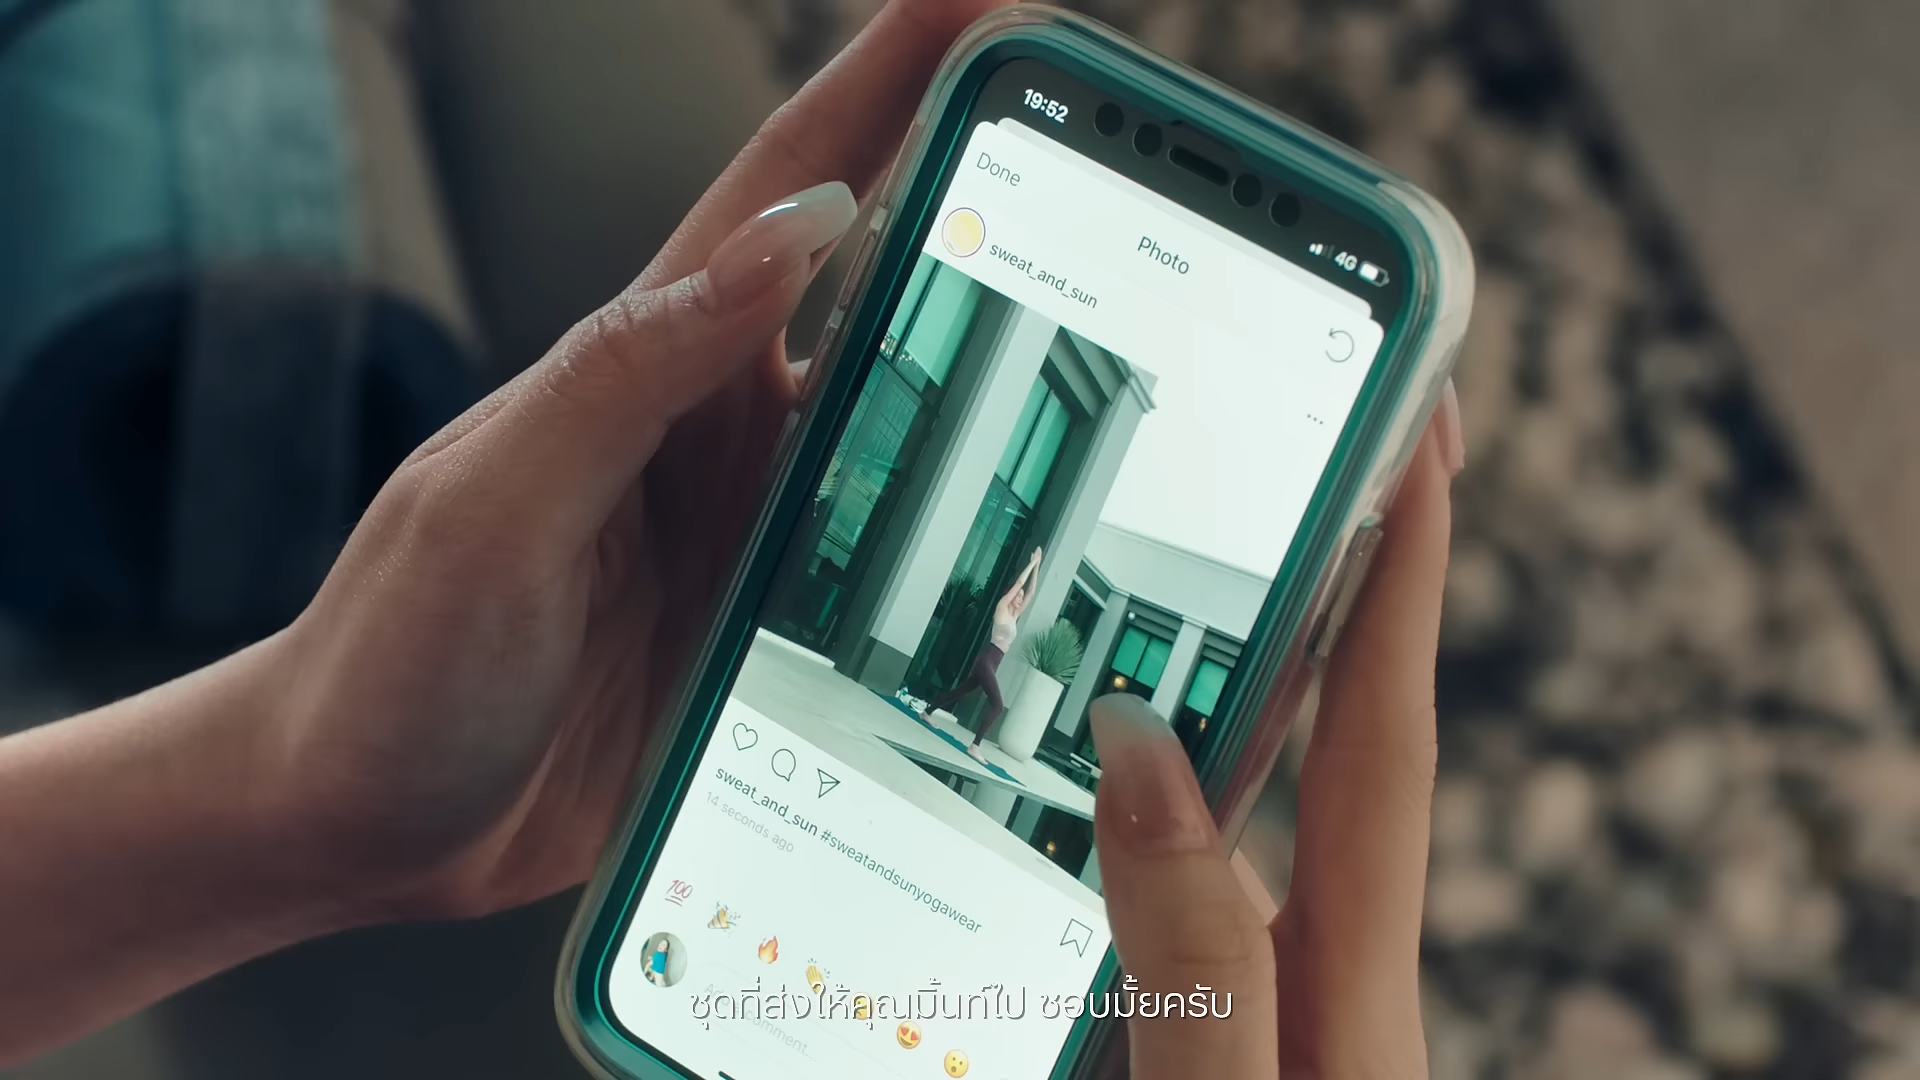 19:52
4G
Done
Photo
sweat_and_sun
sweat_and_sun #sweatandsunyogawear
14 seconds ago
💯 🎉 🔥 👏 😍 😮
comment...
ชุดที่ส่งให้คุณมิ้นท์ไป ชอบมั้ยครับ